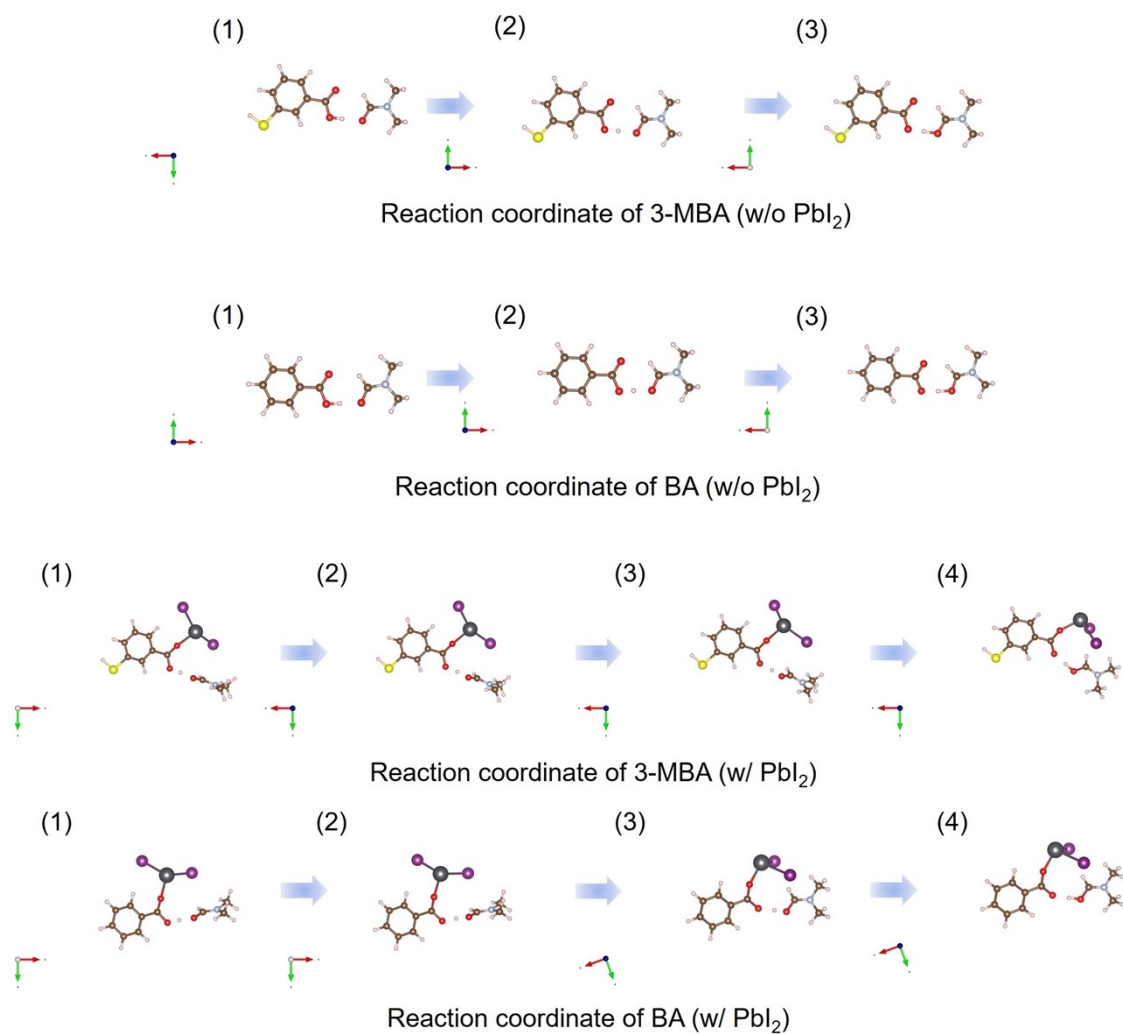 (1) (2) (3)
Reaction coordinate of 3-MBA (w/o PbI₂)
(1) (2) (3)
Reaction coordinate of BA (w/o PbI₂)
(1) (2) (3) (4)
Reaction coordinate of 3-MBA (w/ PbI₂)
(1) (2) (3) (4)
Reaction coordinate of BA (w/ PbI₂)